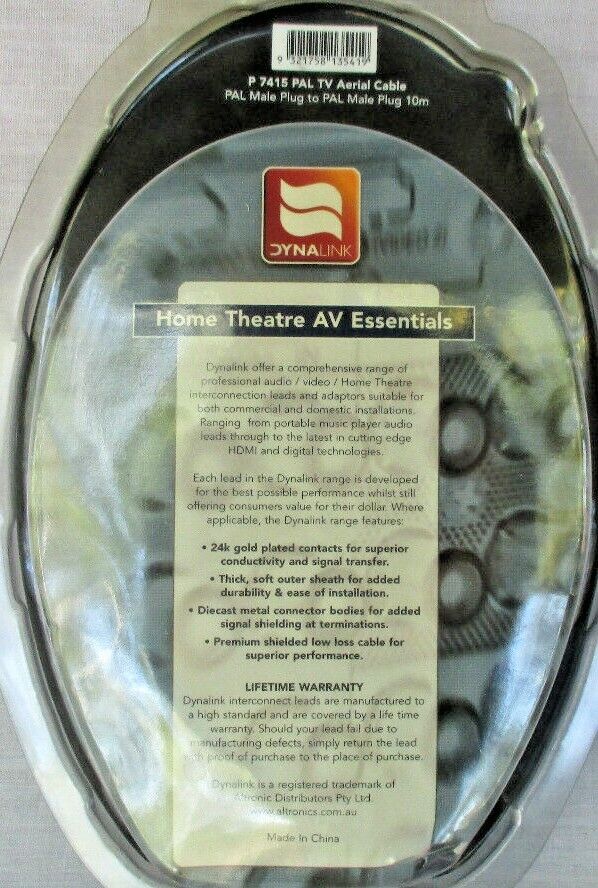 9 321758 135419
P 7415 PAL TV Aerial Cable
PAL Male Plug to PAL Male Plug 10m
DYNALINK
Home Theatre AV Essentials
Dynalink offer a comprehensive range of
professional audio / video / Home Theatre
interconnection leads and adaptors suitable for
both commercial and domestic installations.
Ranging from portable music player audio
leads through to the latest in cutting edge
HDMI and digital technologies.
Each lead in the Dynalink range is developed
for the best possible performance whilst still
offering consumers value for their dollar. Where
applicable, the Dynalink range features:
• 24k gold plated contacts for superior
conductivity and signal transfer.
• Thick, soft outer sheath for added
durability & ease of installation.
• Diecast metal connector bodies for added
signal shielding at terminations.
• Premium shielded low loss cable for
superior performance.
LIFETIME WARRANTY
Dynalink interconnect leads are manufactured to
a high standard and are covered by a life time
warranty. Should your lead fail due to
manufacturing defects, simply return the lead
with proof of purchase to the place of purchase.
Dynalink is a registered trademark of
Altronic Distributors Pty Ltd.
www.altronics.com.au
Made In China